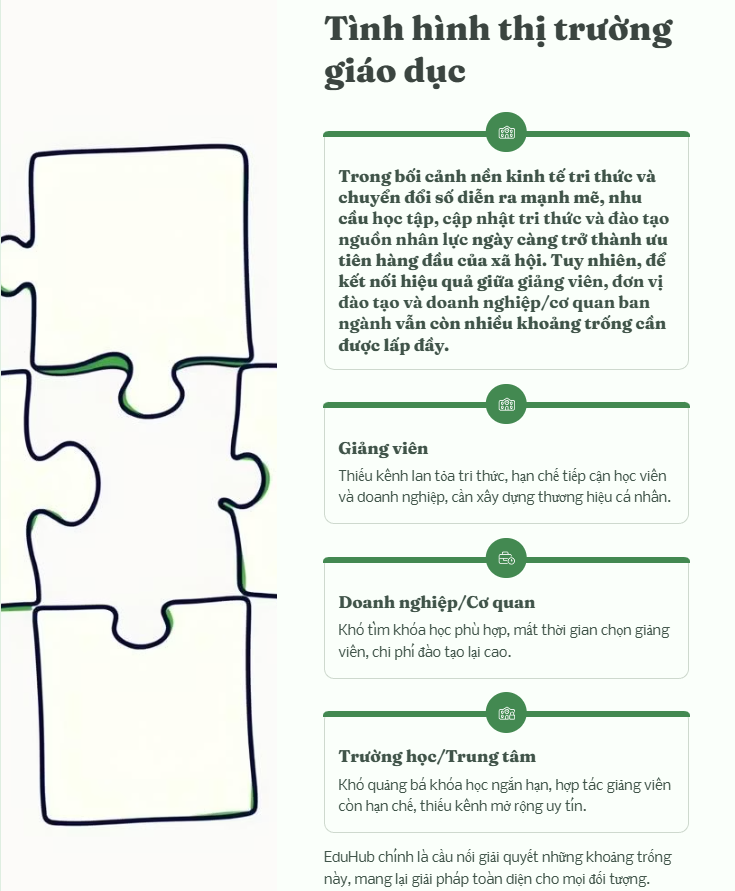 Tình hình thị trường
giáo dục
Trong bối cảnh nền kinh tế tri thức và
chuyển đổi số diễn ra mạnh mẽ, nhu
cầu học tập, cập nhật tri thức và đào tạo
nguồn nhân lực ngày càng trở thành ưu
tiên hàng đầu của xã hội. Tuy nhiên, để
kết nối hiệu quả giữa giảng viên, đơn vị
đào tạo và doanh nghiệp/cơ quan ban
ngành vẫn còn nhiều khoảng trống cần
được lấp đầy.
Giảng viên
Thiếu kênh lan tỏa tri thức, hạn chế tiếp cận học viên
và doanh nghiệp, cần xây dựng thương hiệu cá nhân.
Doanh nghiệp/Cơ quan
Khó tìm khóa học phù hợp, mất thời gian chọn giảng
viên, chi phí đào tạo lại cao.
Trường học/Trung tâm
Khó quảng bá khóa học ngắn hạn, hợp tác giảng viên
còn hạn chế, thiếu kênh mở rộng uy tín.
EduHub chính là cầu nối giải quyết những khoảng trống
này, mang lại giải pháp toàn diện cho mọi đối tượng.